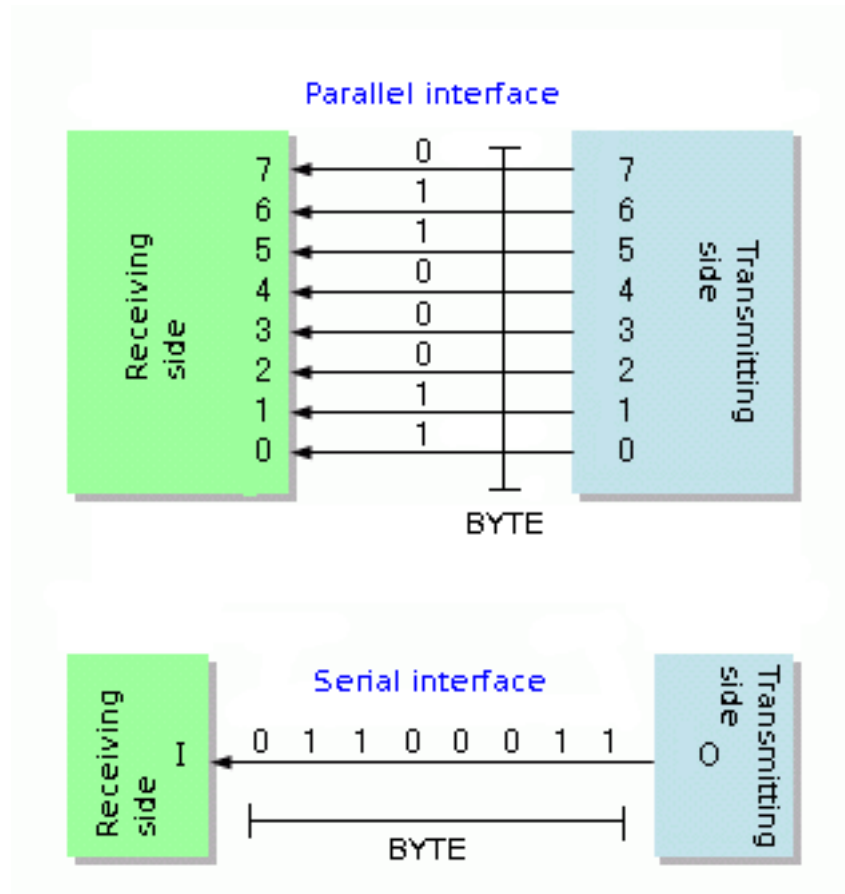 Parallel interface
Receiving
side
7 0 7
6 1 6
5 1 5
4 0 4
3 0 3
2 0 2
1 1 1
0 1 0
Transmitting
side
BYTE
Serial interface
Receiving
side
I 0 1 1 0 0 0 1 1 O
Transmitting
side
BYTE